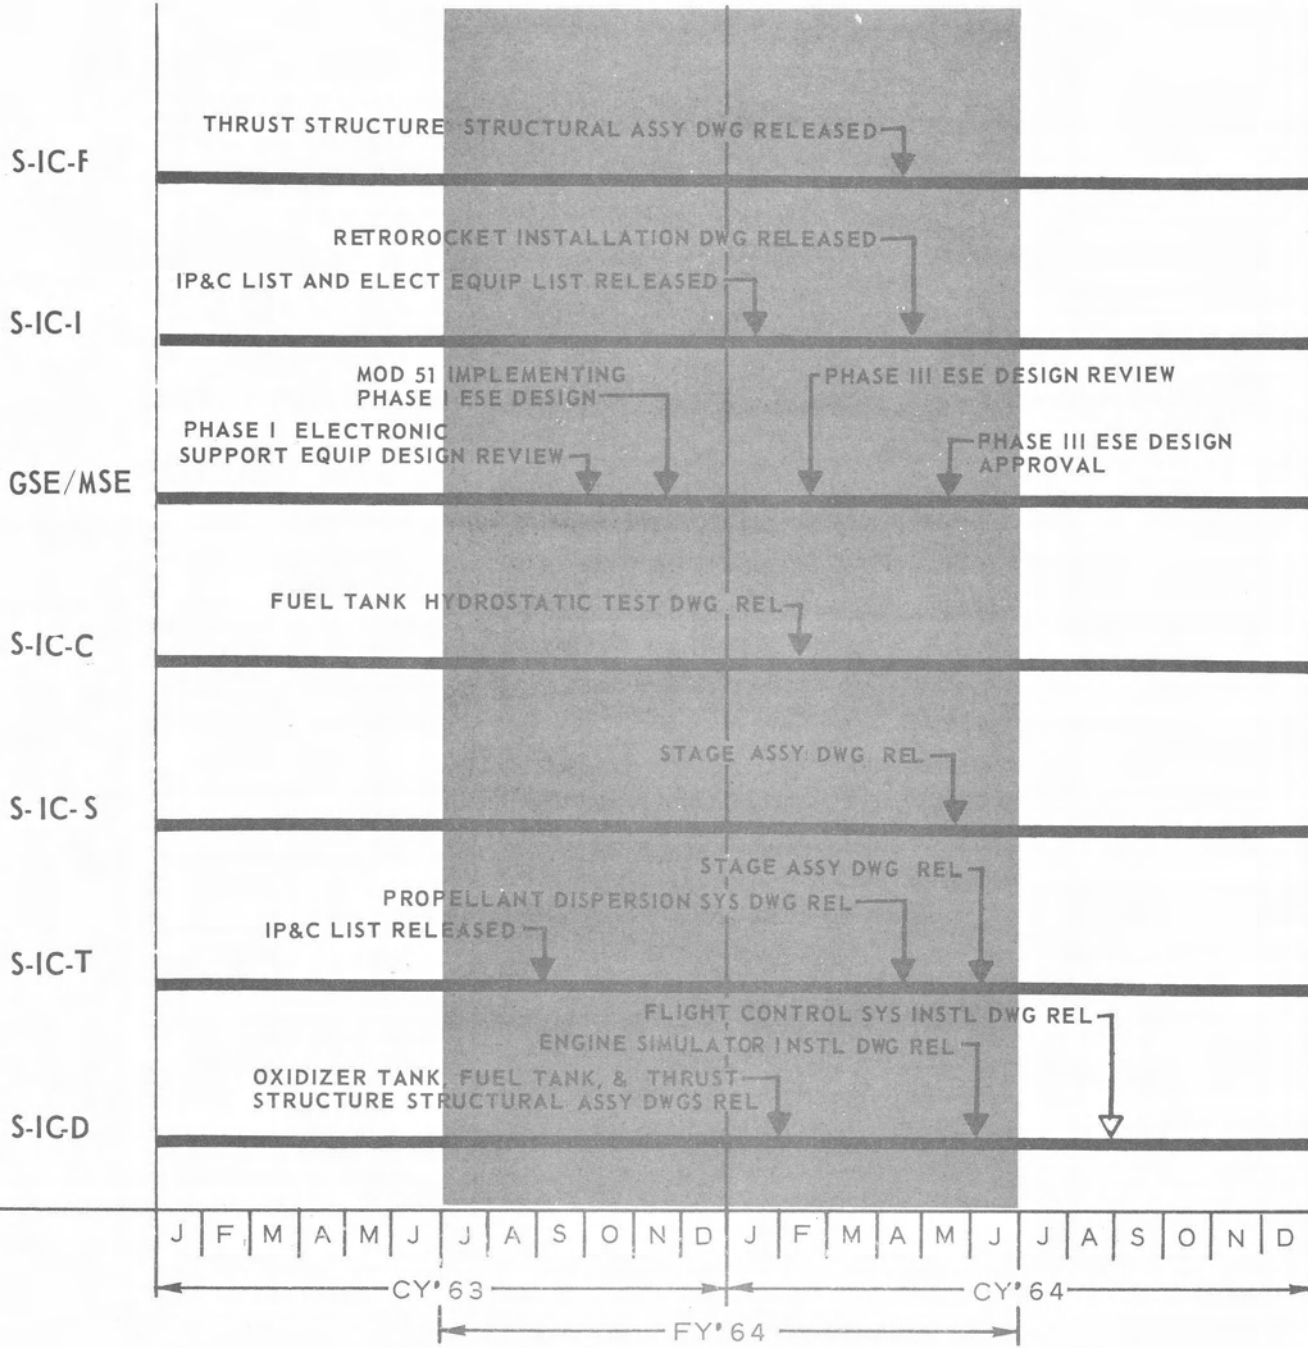 THRUST STRUCTURE STRUCTURAL ASSY DWG RELEASED
S-IC-F
RETROROCKET INSTALLATION DWG RELEASED
IP&C LIST AND ELECT EQUIP LIST RELEASED
S-IC-I
MOD 51 IMPLEMENTING
PHASE I ESE DESIGN
PHASE III ESE DESIGN REVIEW
PHASE I ELECTRONIC
SUPPORT EQUIP DESIGN REVIEW
PHASE III ESE DESIGN
APPROVAL
GSE/MSE
FUEL TANK HYDROSTATIC TEST DWG REL
S-IC-C
STAGE ASSY DWG REL
S-IC-S
STAGE ASSY DWG REL
PROPELLANT DISPERSION SYS DWG REL
IP&C LIST RELEASED
S-IC-T
FLIGHT CONTROL SYS INSTL DWG REL
ENGINE SIMULATOR INSTL DWG REL
OXIDIZER TANK, FUEL TANK, & THRUST
STRUCTURE STRUCTURAL ASSY DWGS REL
S-IC-D
J F M A M J J A S O N D J F M A M J J A S O N D
CY'63 CY'64
FY'64